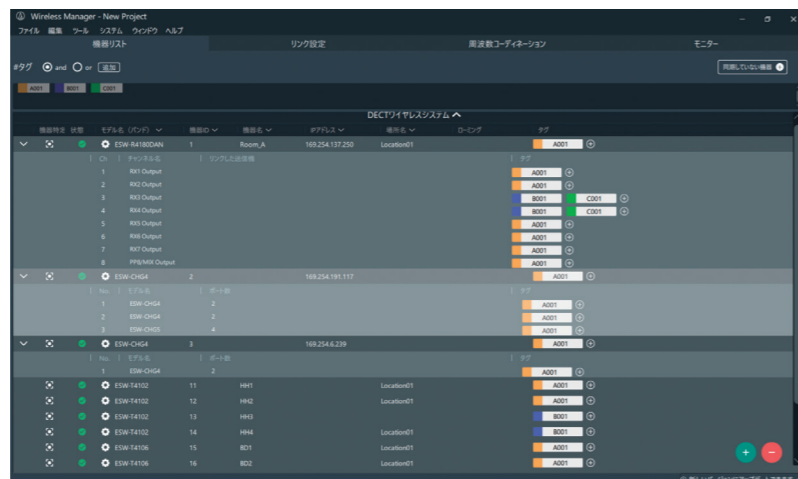 Wireless Manager - New Project
ファイル 編集 ツール システム ウィンドウ ヘルプ
機器リスト リンク設定 周波数コーディネーション モニター
#タグ and or 追加 同期していない機器
A001 B001 C001
DECTワイヤレスシステム
機器特定 状態 モデル名 (バンド) 機器ID 機器名 IPアドレス 場所名 ローミング タグ
ESW-R4180DAN 1 Room_A 169.254.137.250 Location01 A001
Ch. チャンネル名 リンクした送信機 タグ
1 RX1 Output A001
2 RX2 Output A001
3 RX3 Output B001 C001
4 RX4 Output B001 C001
5 RX5 Output A001
6 RX6 Output A001
7 RX7 Output A001
8 PP8/MIX Output A001
ESW-CHG4 2 169.254.191.117 A001
No. モデル名 ポート数 タグ
1 ESW-CHG4 2 A001
2 ESW-CHG4 2 A001
3 ESW-CHG5 4 A001
ESW-CHG4 3 169.254.6.239 A001
No. モデル名 ポート数 タグ
1 ESW-CHG4 2 A001
ESW-T4102 11 HH1 Location01 A001
ESW-T4102 12 HH2 Location01 A001
ESW-T4102 13 HH3 B001
ESW-T4102 14 HH4 Location01 B001
ESW-T4106 15 BD1 Location01 A001
ESW-T4106 16 BD2 Location01 A001